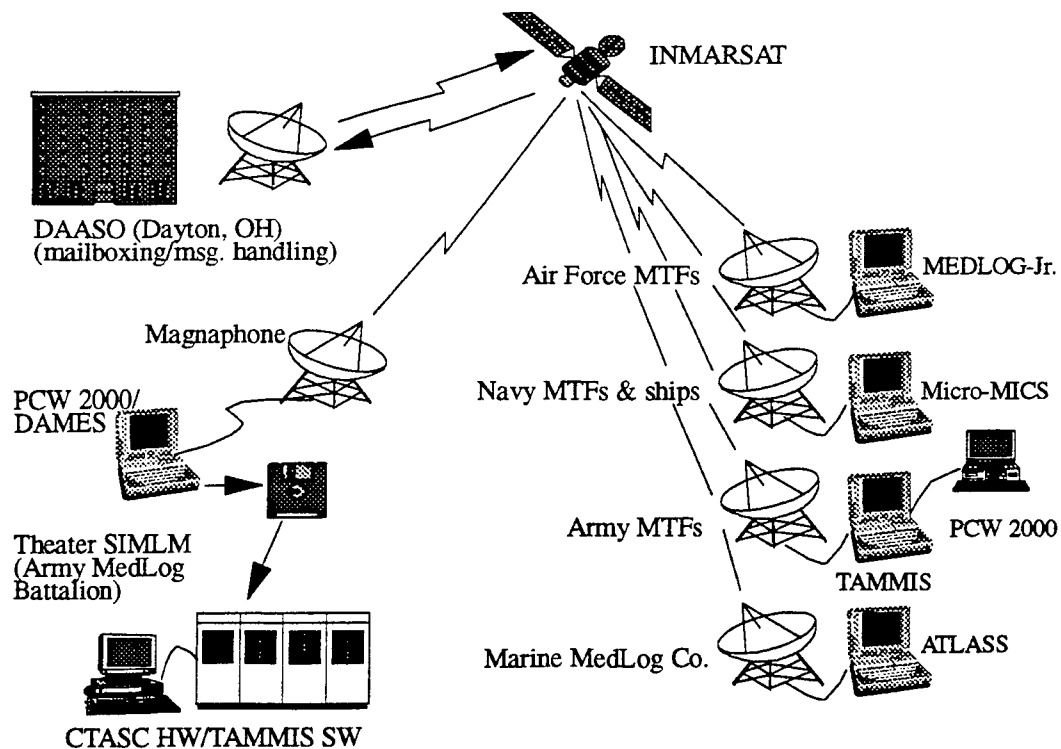 INMARSAT
DAASO (Dayton, OH)
(mailboxing/msg. handling)
Magnaphone
PCW 2000/
DAMES
Theater SIMLM
(Army MedLog
Battalion)
CTASC HW/TAMMIS SW
Air Force MTFs
MEDLOG-Jr.
Navy MTFs & ships
Micro-MICS
Army MTFs
PCW 2000
TAMMIS
Marine MedLog Co.
ATLASS